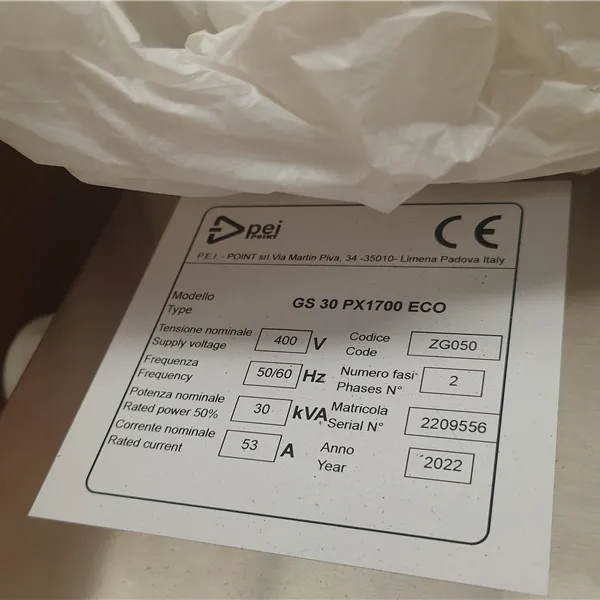 pei
POINT
CE
P.E.I. - POINT srl Via Martin Piva, 34 -35010- Limena Padova Italy
Modello
Type
GS 30 PX1700 ECO
Tensione nominale
Supply voltage
400 V
Codice
Code
ZG050
Frequenza
Frequency
50/60 Hz
Numero fasi
Phases N°
2
Potenza nominale
Rated power 50%
30 kVA
Matricola
Serial N°
2209556
Corrente nominale
Rated current
53 A
Anno
Year
2022